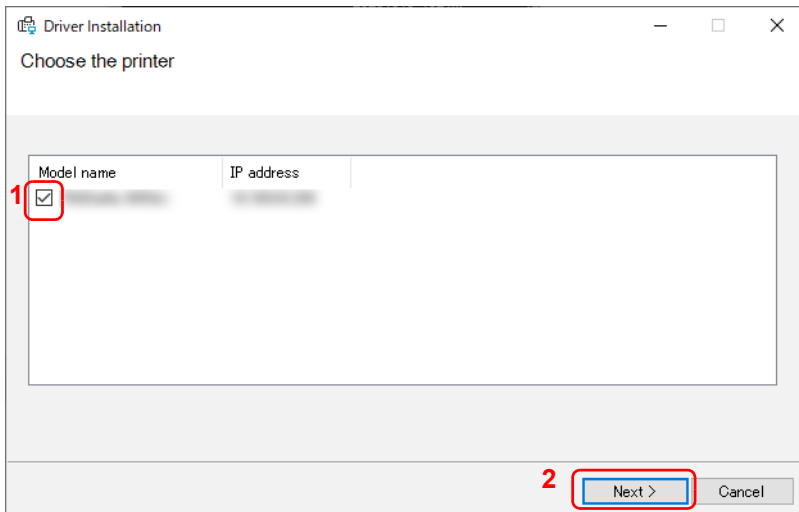 Driver Installation
Choose the printer
Model name IP address
1
2
Next >
Cancel